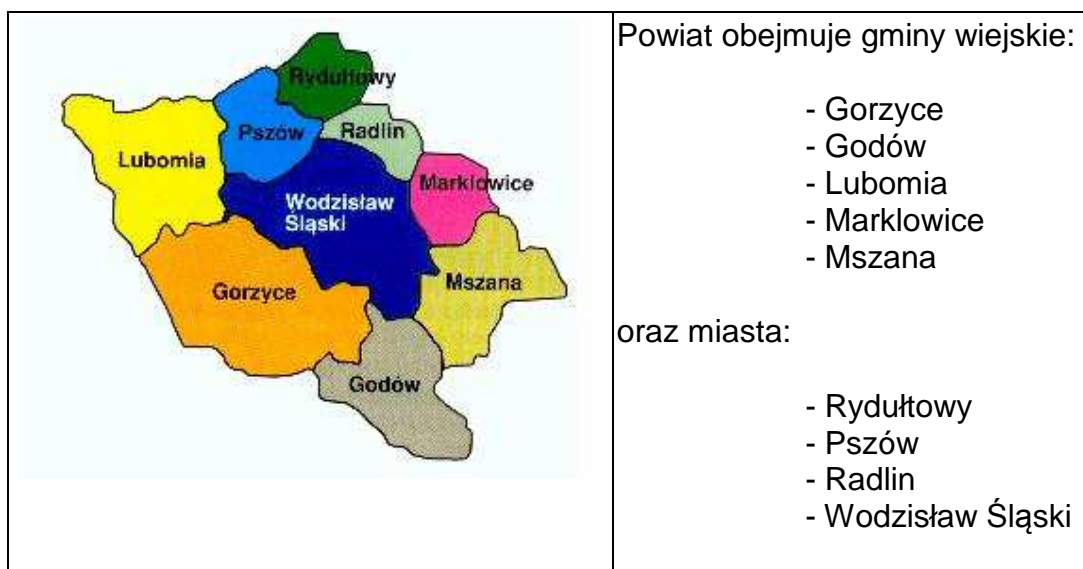 Rydułtowy
Pszów
Radlin
Lubomia
Marklowice
Wodzisław
Śląski
Gorzyce
Mszana
Godów
Powiat obejmuje gminy wiejskie:
- Gorzyce
- Godów
- Lubomia
- Marklowice
- Mszana
oraz miasta:
- Rydułtowy
- Pszów
- Radlin
- Wodzisław Śląski